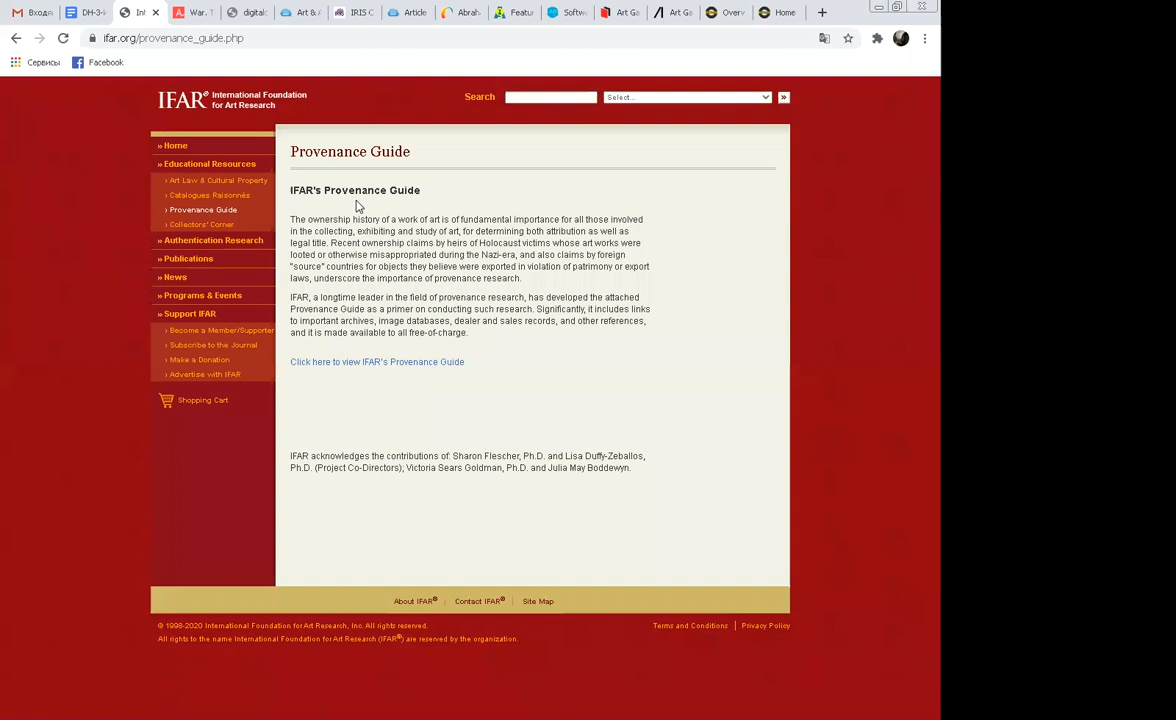 Входя
DH-3-k
Int
War. T
digital
Art &
IRIS C
Article
Abrah
Featu
Softw
Art Ga
Art Ga
Overv
Home
ifar.org/provenance_guide.php
Сервисы
Facebook
IFAR® International Foundation
for Art Research
Search
Select...
»
» Home
» Educational Resources
› Art Law & Cultural Property
› Catalogues Raisonnés
› Provenance Guide
› Collectors' Corner
» Authentication Research
» Publications
» News
» Programs & Events
» Support IFAR
› Become a Member/Supporter
› Subscribe to the Journal
› Make a Donation
› Advertise with IFAR
Shopping Cart
Provenance Guide
IFAR's Provenance Guide
The ownership history of a work of art is of fundamental importance for all those involved
in the collecting, exhibiting and study of art, for determining both attribution as well as
legal title. Recent ownership claims by heirs of Holocaust victims whose art works were
looted or otherwise misappropriated during the Nazi-era, and also claims by foreign
"source" countries for objects they believe were exported in violation of patrimony or export
laws, underscore the importance of provenance research.
IFAR, a longtime leader in the field of provenance research, has developed the attached
Provenance Guide as a primer on conducting such research. Significantly, it includes links
to important archives, image databases, dealer and sales records, and other references,
and it is made available to all free-of-charge.
Click here to view IFAR's Provenance Guide
IFAR acknowledges the contributions of: Sharon Flescher, Ph.D. and Lisa Duffy-Zeballos,
Ph.D. (Project Co-Directors); Victoria Sears Goldman, Ph.D. and Julia May Boddewyn.
About IFAR® | Contact IFAR® | Site Map
© 1998-2020 International Foundation for Art Research, Inc. All rights reserved.
Terms and Conditions | Privacy Policy
All rights to the name International Foundation for Art Research (IFAR®) are reserved by the organization.